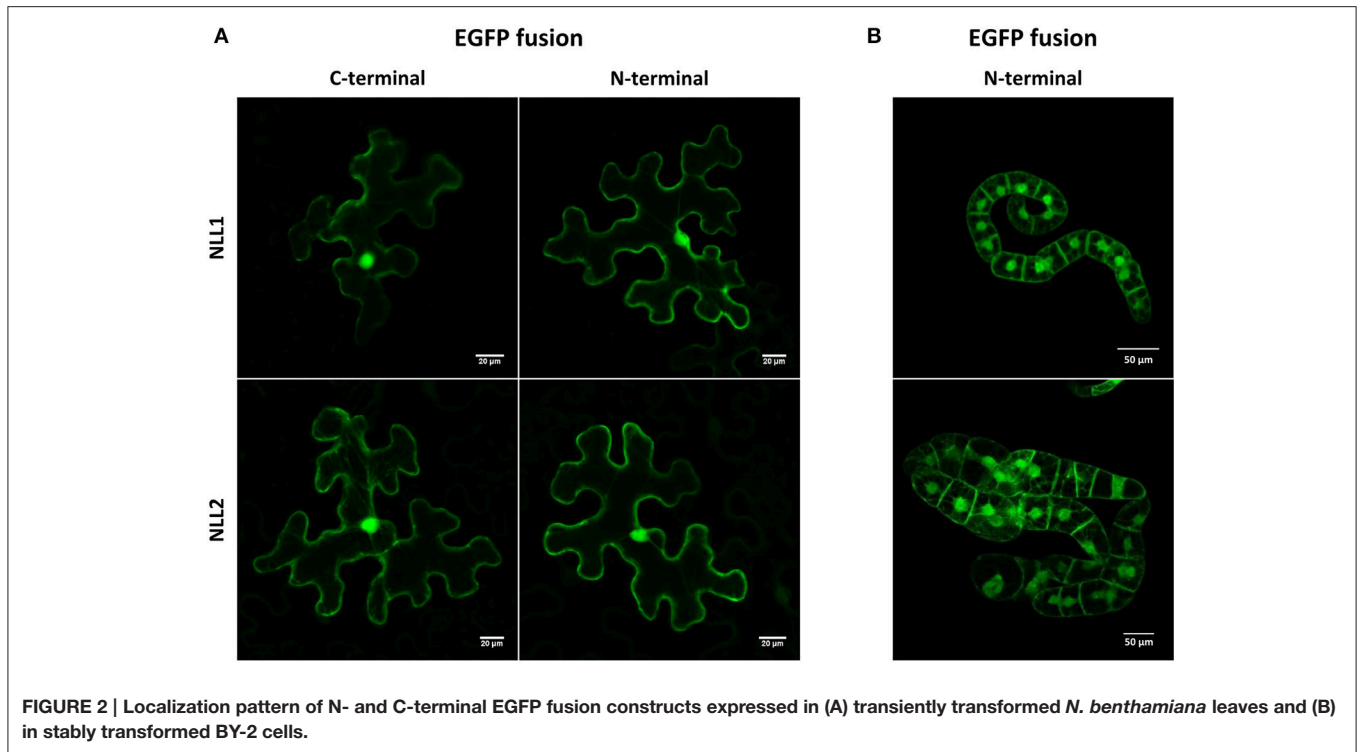 A
EGFP fusion
B
EGFP fusion
C-terminal
N-terminal
N-terminal
NLL1
20 µm
20 µm
50 µm
NLL2
20 µm
20 µm
50 µm
FIGURE 2 | Localization pattern of N- and C-terminal EGFP fusion constructs expressed in (A) transiently transformed N. benthamiana leaves and (B)
in stably transformed BY-2 cells.